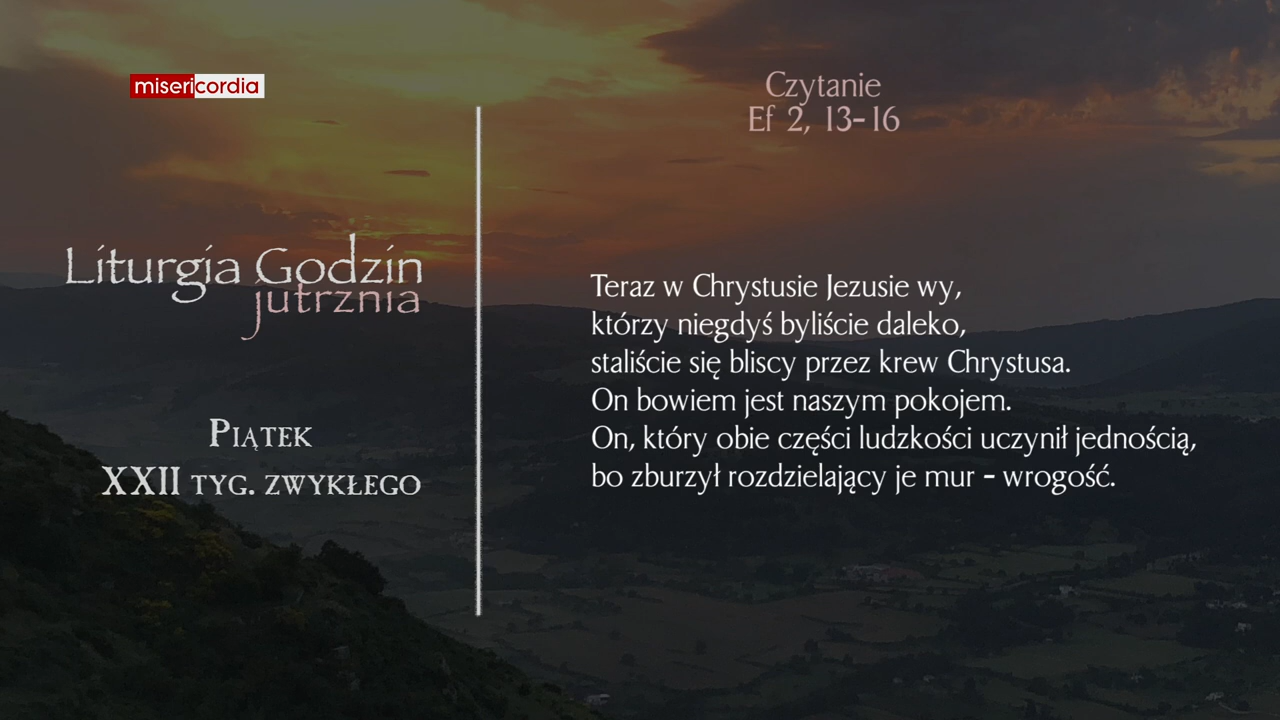 misericordia
Liturgia Godzin
jutrznia
Piątek
XXII tyg. zwykłego
Czytanie
Ef 2, 13-16
Teraz w Chrystusie Jezusie wy,
którzy niegdyś byliście daleko,
staliście się bliscy przez krew Chrystusa.
On bowiem jest naszym pokojem.
On, który obie części ludzkości uczynił jednością,
bo zburzył rozdzielający je mur - wrogość.